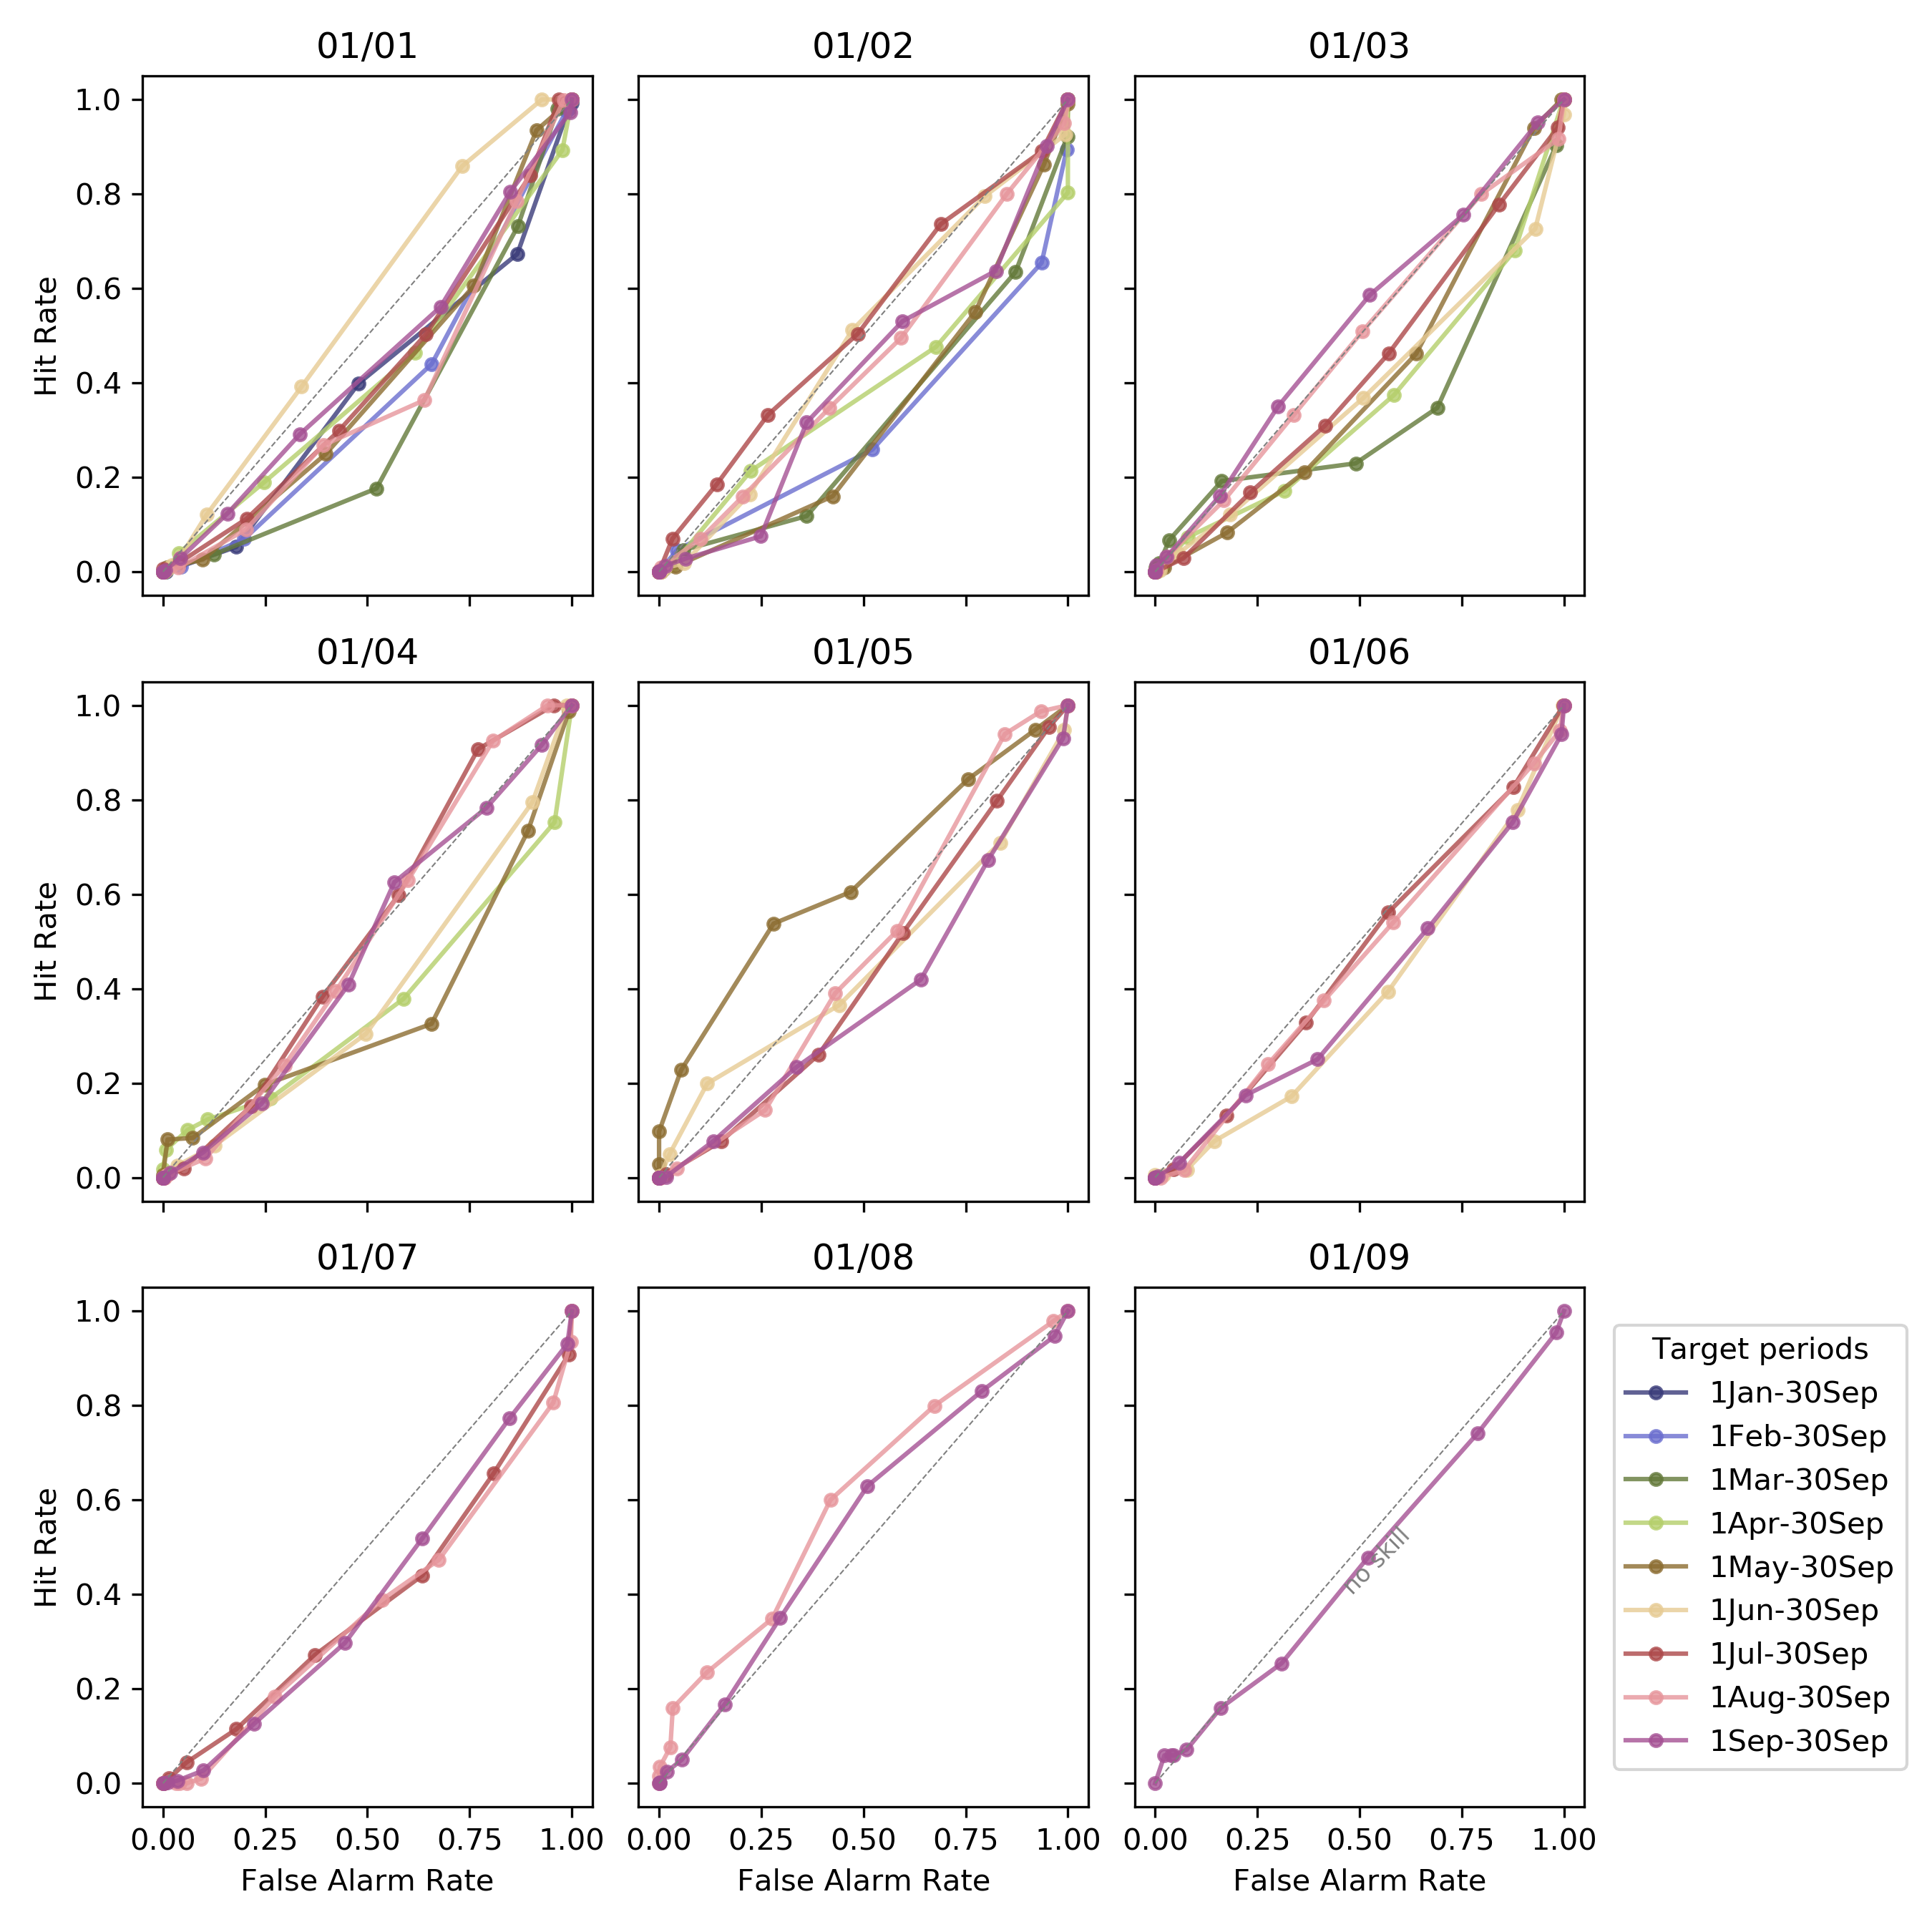 01/01
01/02
01/03
1.0
0.8
0.6
0.4
0.2
0.0
Hit Rate
01/04
01/05
01/06
1.0
0.8
0.6
0.4
0.2
0.0
Hit Rate
01/07
01/08
01/09
1.0
0.8
0.6
0.4
0.2
0.0
Hit Rate
no skill
0.00 0.25 0.50 0.75 1.00
0.00 0.25 0.50 0.75 1.00
0.00 0.25 0.50 0.75 1.00
False Alarm Rate
False Alarm Rate
False Alarm Rate
Target periods
1Jan-30Sep
1Feb-30Sep
1Mar-30Sep
1Apr-30Sep
1May-30Sep
1Jun-30Sep
1Jul-30Sep
1Aug-30Sep
1Sep-30Sep